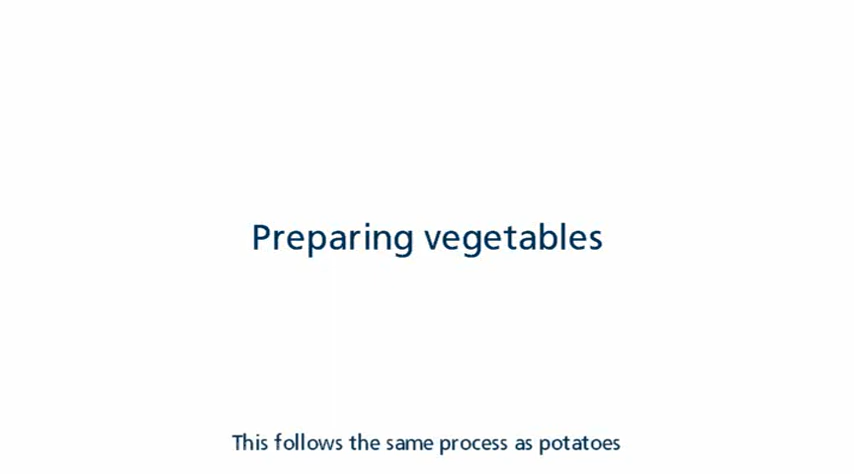 Preparing vegetables
This follows the same process as potatoes